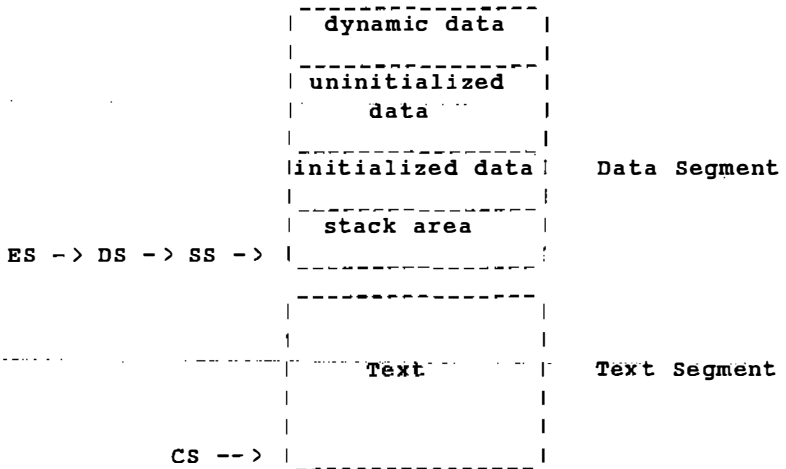 dynamic data
uninitialized
data
initialized data Data Segment
stack area
ES -> DS -> SS ->
Text Text Segment
CS -->